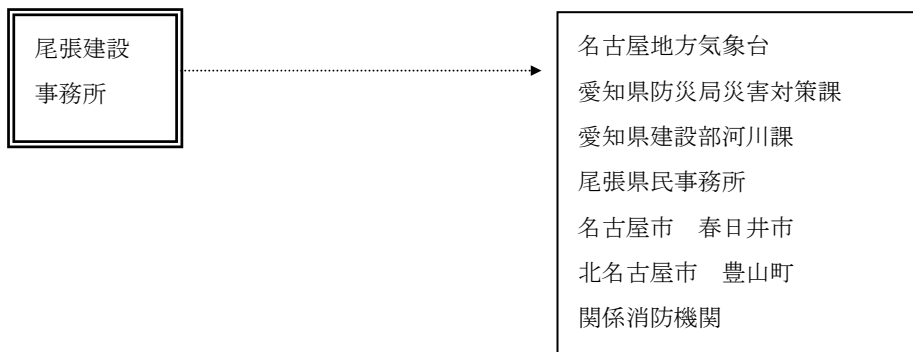 尾張建設
事務所
名古屋地方気象台
愛知県防災局災害対策課
愛知県建設部河川課
尾張県民事務所
名古屋市　春日井市
北名古屋市　豊山町
関係消防機関